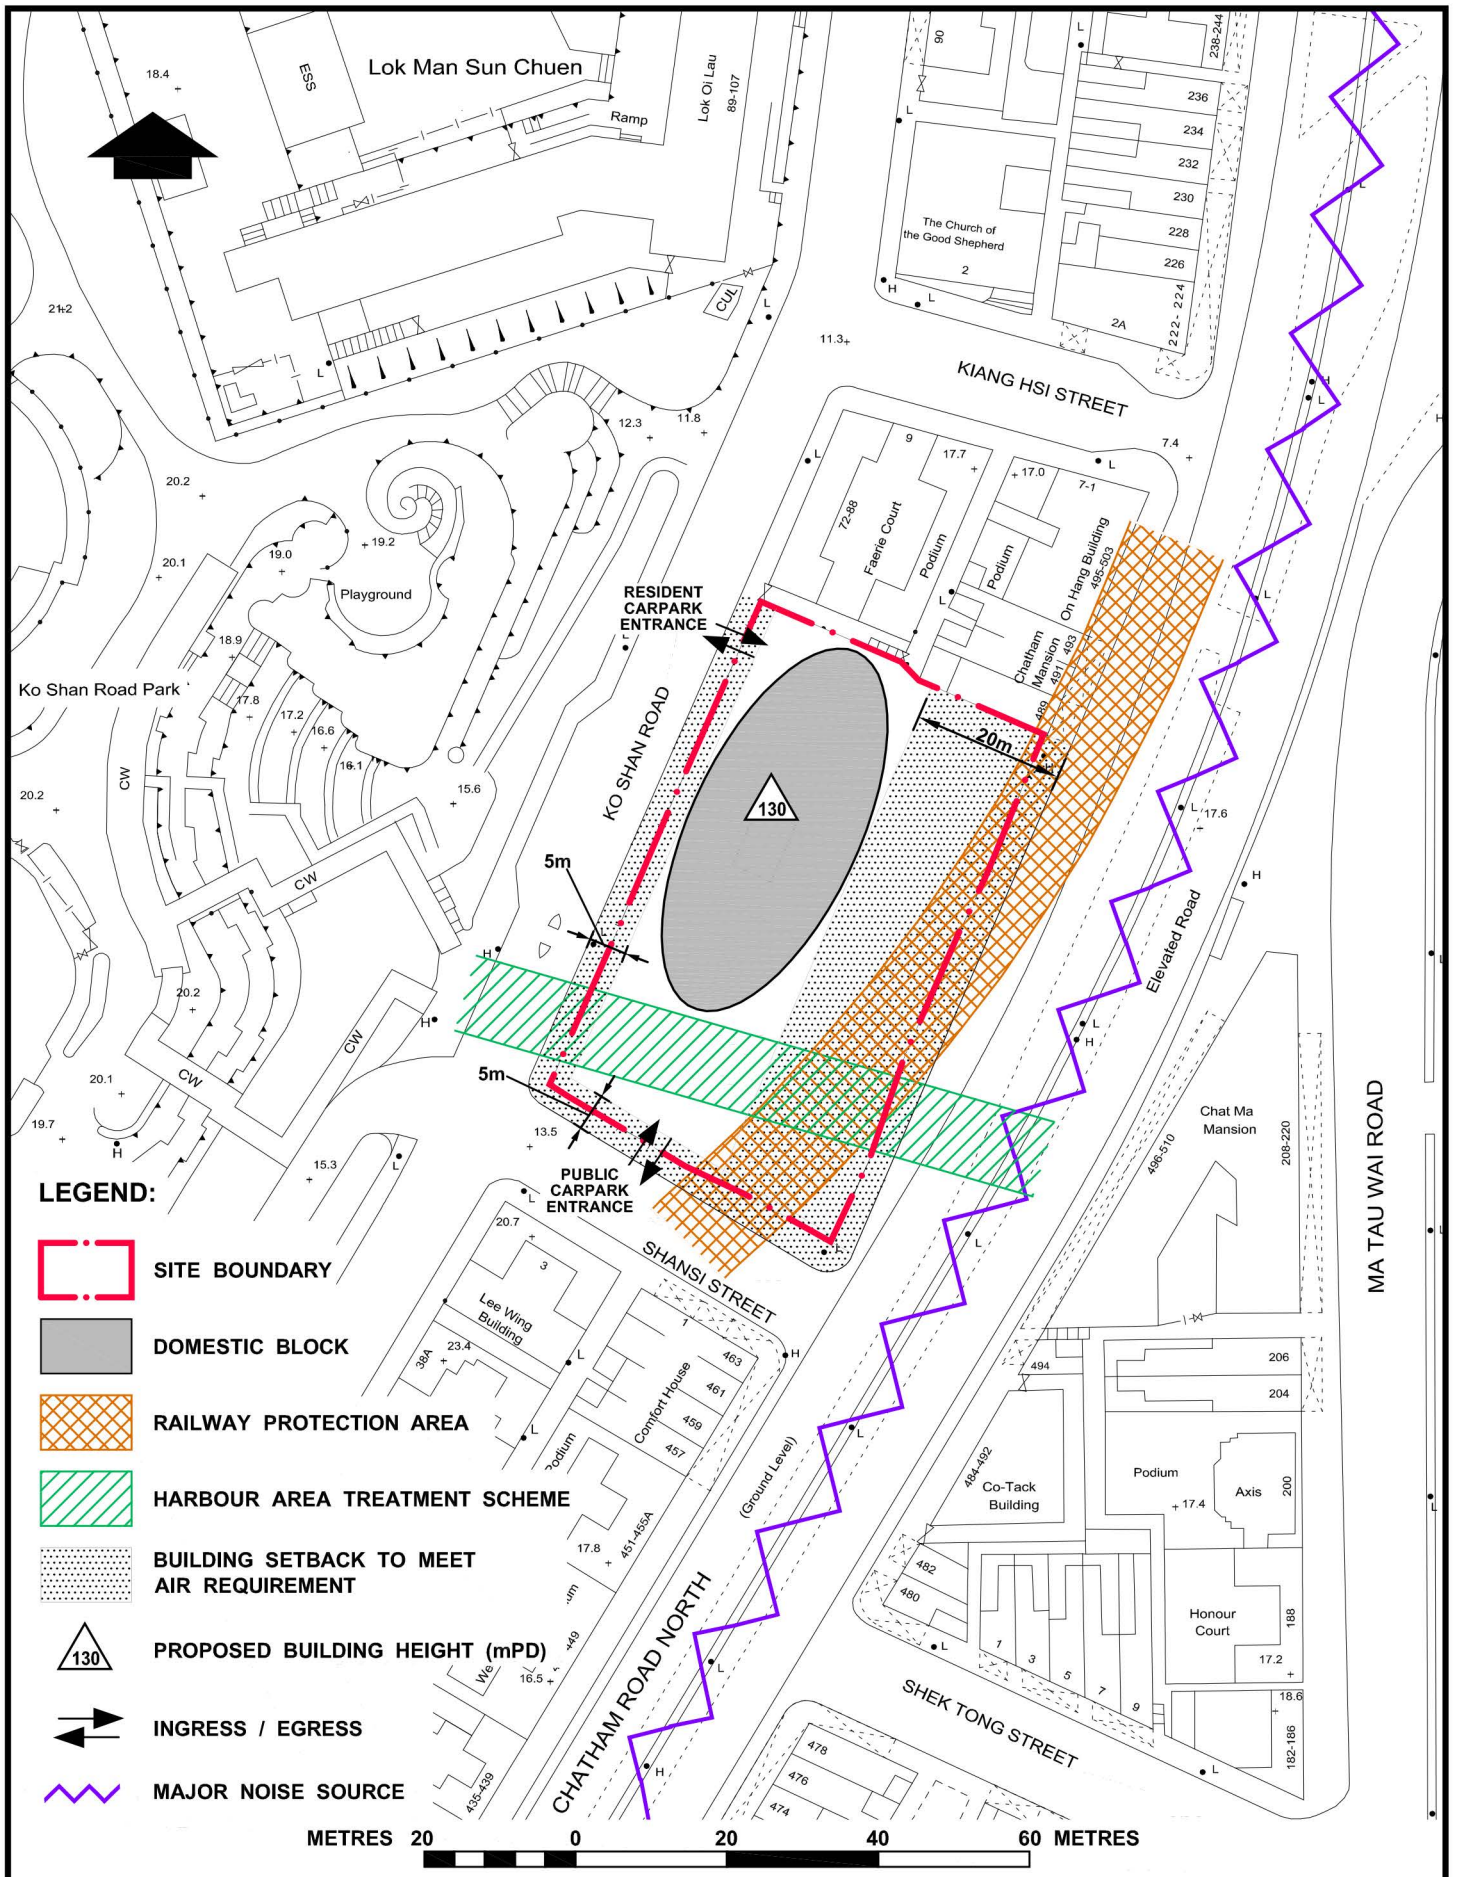 Lok Man Sun Chuen
ESS
18.4
Lok Oi Lau
89-107
Ramp
90
L
238-244
236
234
232
230
228
226
222 - 224
The Church of
the Good Shepherd
2
2A
H
L
L
CUL
L
21.2
L
11.3
KIANG HSI STREET
12.3
11.8
7.4
20.2
20.1
19.0
19.2
Playground
18.9
17.8
17.2
16.6
16.1
15.6
Ko Shan Road Park
CW
20.2
L
9
17.7
17.0
7-1
L
72-88
Faerie Court
Podium
Podium
On Hang Building
495-503
Chatham
Mansion
493
491
489
L
RESIDENT
CARPARK
ENTRANCE
KO SHAN ROAD
20m
130
5m
17.6
L
H
Elevated Road
CW
H
20.2
H
CW
CW
20.1
19.7
H
15.3
L
5m
13.5
PUBLIC
CARPARK
ENTRANCE
L
H
Chat Ma
Mansion
496-510
208-220
MA TAU WAI ROAD
LEGEND:
SITE BOUNDARY
DOMESTIC BLOCK
RAILWAY PROTECTION AREA
HARBOUR AREA TREATMENT SCHEME
BUILDING SETBACK TO MEET
AIR REQUIREMENT
130
PROPOSED BUILDING HEIGHT (mPD)
INGRESS / EGRESS
MAJOR NOISE SOURCE
L
20.7
3
Lee Wing
Building
SHANSI STREET
1
38A
23.4
L
463
461
459
457
Comfort House
H
L
Podium
17.8
451-455A
16.5
435-439
(Ground Level)
CHATHAM ROAD NORTH
L
L
H
L
494
206
204
484-492
Co-Tack
Building
Podium
17.4
Axis
200
482
480
L
1
3
5
7
9
Honour
Court
188
17.2
18.6
182-186
SHEK TONG STREET
L
478
476
474
METRES 20 0 20 40 60 METRES